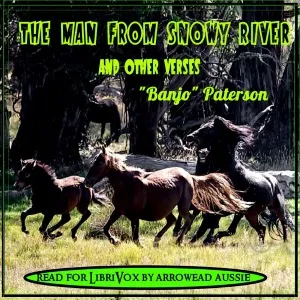 THE MAN FROM SNOWY RIVER
AND OTHER VERSES
"Banjo" Paterson
READ FOR LIBRIVOX BY ARROWEAD AUSSIE